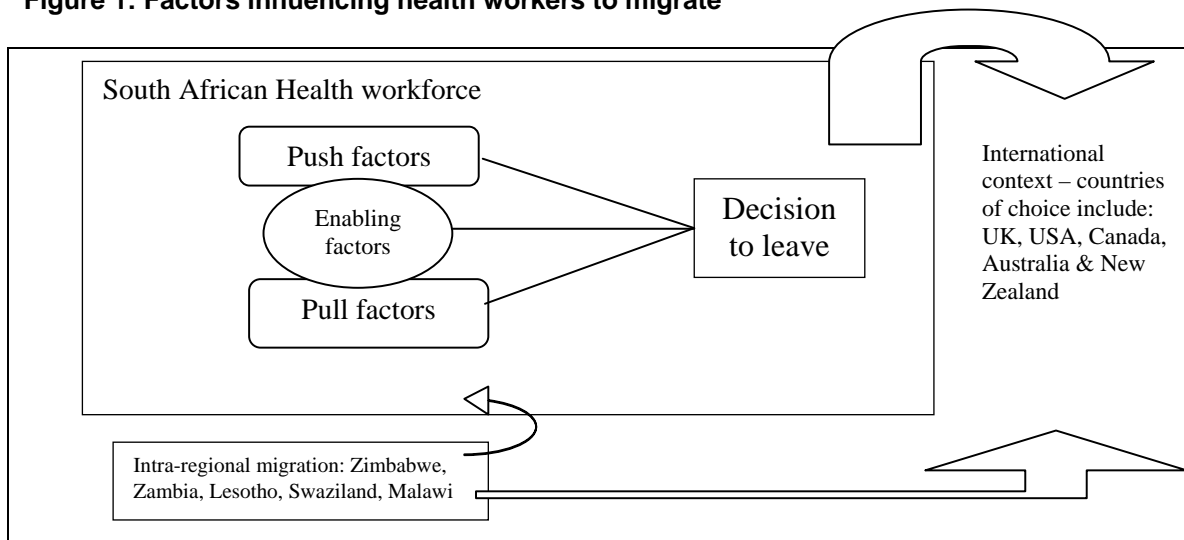 Figure 1: Factors influencing health workers to migrate
South African Health workforce
Push factors
Enabling
factors
Pull factors
Decision
to leave
International
context – countries
of choice include:
UK, USA, Canada,
Australia & New
Zealand
Intra-regional migration: Zimbabwe,
Zambia, Lesotho, Swaziland, Malawi